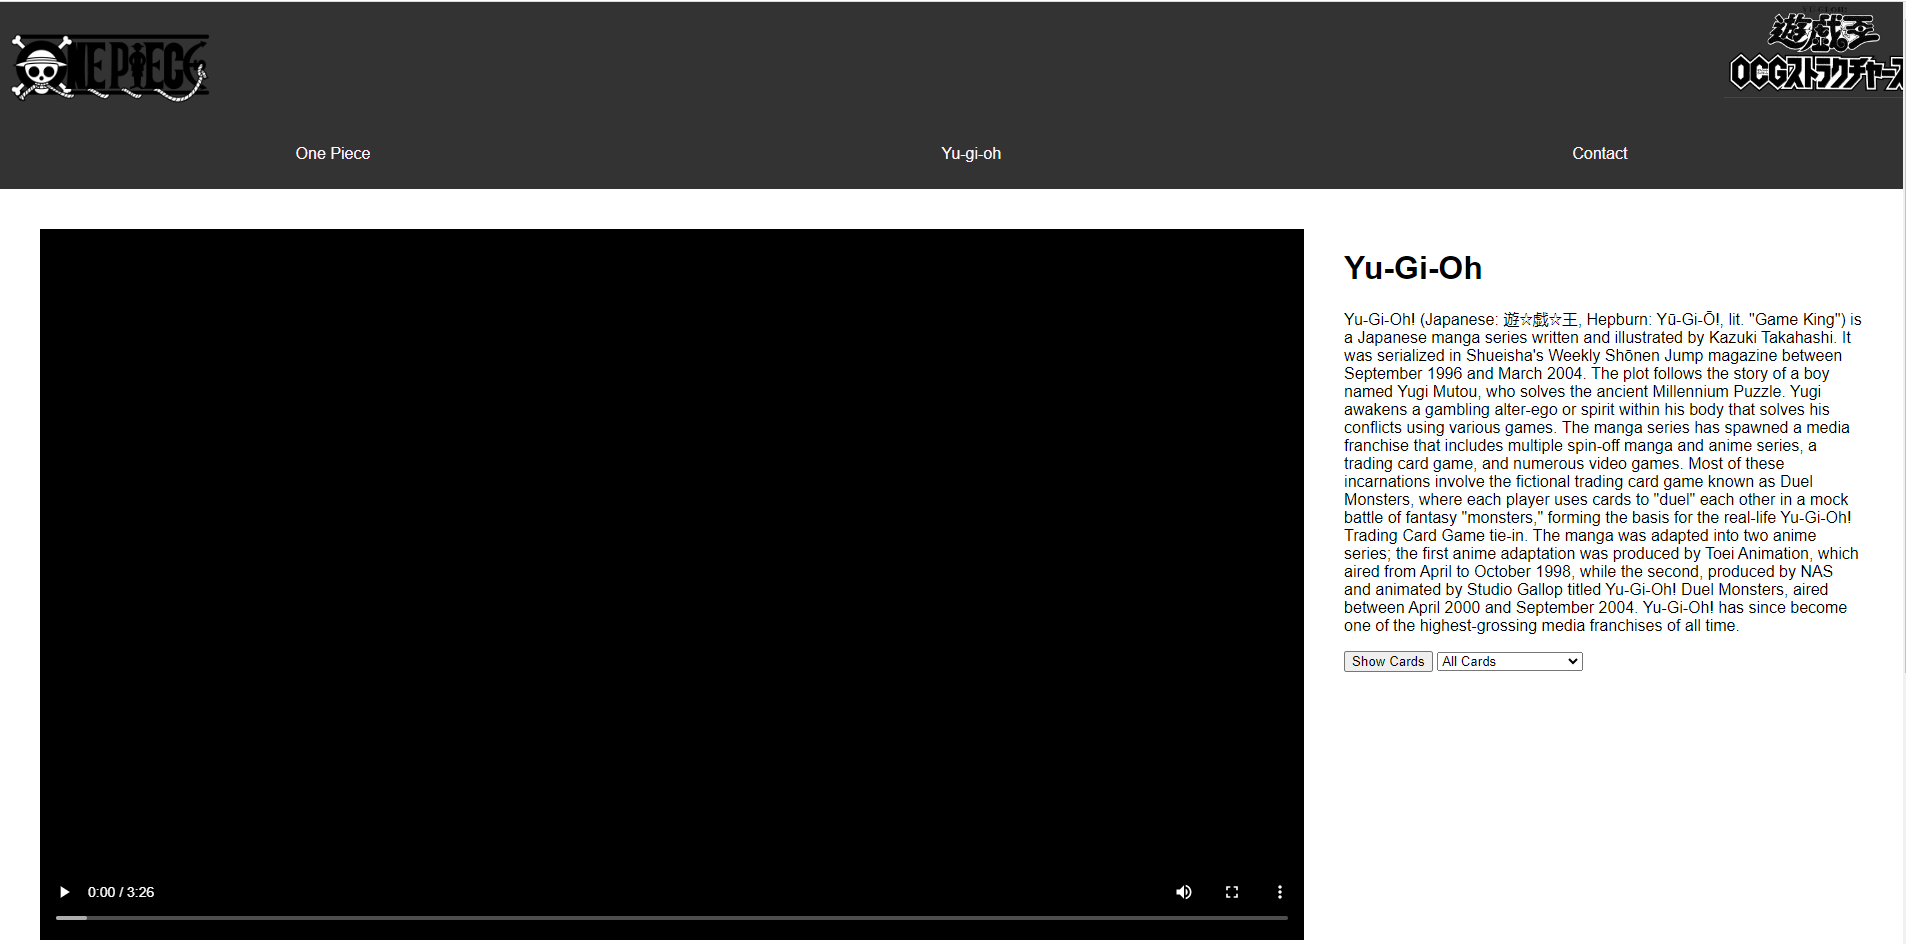 ONE PIECE
遊戯王
OCGストラクチャーズ
One Piece
Yu-gi-oh
Contact
Yu-Gi-Oh
Yu-Gi-Oh! (Japanese: 遊☆戯☆王, Hepburn: Yū-Gi-Ō!, lit. "Game King") is
a Japanese manga series written and illustrated by Kazuki Takahashi. It
was serialized in Shueisha's Weekly Shōnen Jump magazine between
September 1996 and March 2004. The plot follows the story of a boy
named Yugi Mutou, who solves the ancient Millennium Puzzle. Yugi
awakens a gambling alter-ego or spirit within his body that solves his
conflicts using various games. The manga series has spawned a media
franchise that includes multiple spin-off manga and anime series, a
trading card game, and numerous video games. Most of these
incarnations involve the fictional trading card game known as Duel
Monsters, where each player uses cards to "duel" each other in a mock
battle of fantasy "monsters," forming the basis for the real-life Yu-Gi-Oh!
Trading Card Game tie-in. The manga was adapted into two anime
series; the first anime adaptation was produced by Toei Animation, which
aired from April to October 1998, while the second, produced by NAS
and animated by Studio Gallop titled Yu-Gi-Oh! Duel Monsters, aired
between April 2000 and September 2004. Yu-Gi-Oh! has since become
one of the highest-grossing media franchises of all time.
Show Cards All Cards
0:00 / 3:26